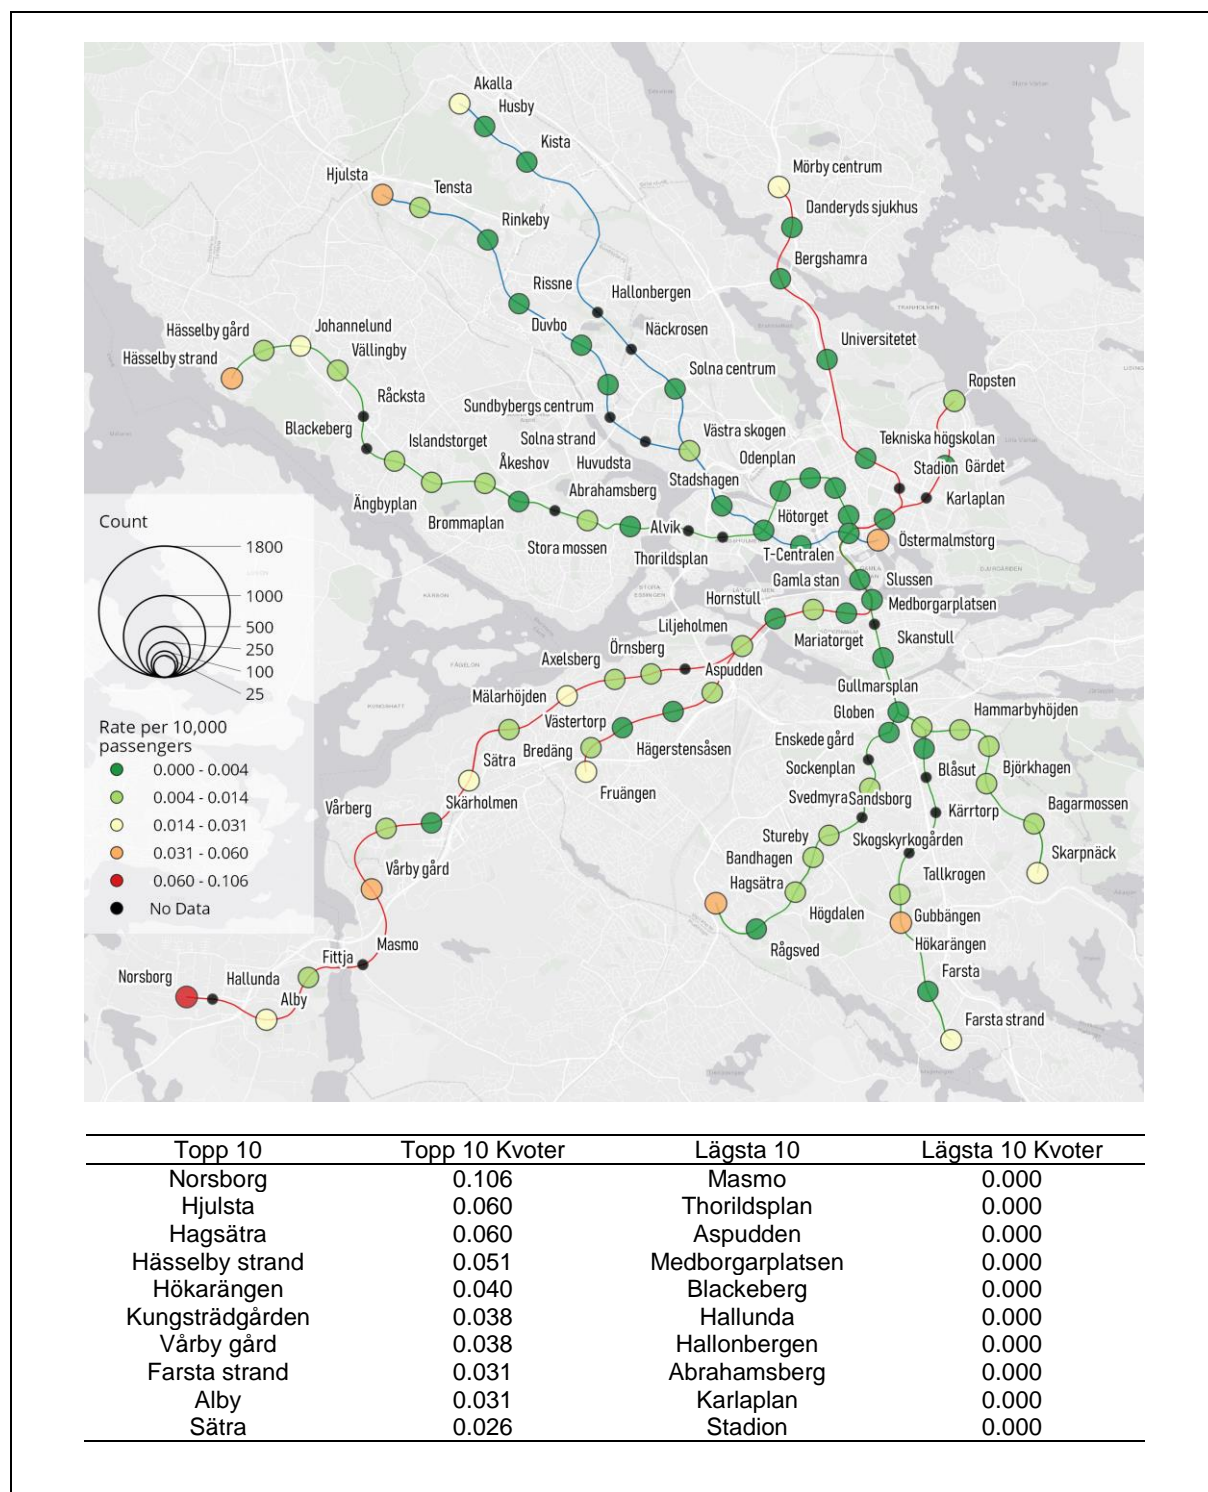 Akalla
Husby
Kista
Hjulsta
Tensta
Rinkeby
Mörby centrum
Danderyds sjukhus
Bergshamra
Rissne
Hallonbergen
Duvbo
Näckrosen
Universitetet
Hässelby gård
Johannelund
Vällingby
Hässelby strand
Solna centrum
Ropsten
Råcksta
Sundbybergs centrum
Blackeberg
Islandstorget
Solna strand
Västra skogen
Tekniska högskolan
Åkeshov
Huvudsta
Odenplan
Stadion
Gärdet
Stadshagen
Ängbyplan
Abrahamsberg
Karlaplan
Brommaplan
Hötorget
Alvik
Stora mossen
Östermalmstorg
Thorildsplan
T-Centralen
Gamla stan
Slussen
Hornstull
Medborgarplatsen
Liljeholmen
Mariatorget
Skanstull
Örnsberg
Axelsberg
Aspudden
Mälarhöjden
Gullmarsplan
Västertorp
Globen
Hammarbyhöjden
Bredäng
Hägerstensåsen
Enskede gård
Sätra
Sockenplan
Blåsut
Björkhagen
Fruängen
Svedmyra
Sandsborg
Kärrtorp
Bagarmossen
Vårberg
Skärholmen
Stureby
Skogskyrkogården
Skarpnäck
Bandhagen
Vårby gård
Hagsätra
Tallkrogen
Högdalen
Gubbängen
Rågsved
Hökarängen
Masmo
Fittja
Farsta
Norsborg
Hallunda
Alby
Farsta strand
Count
1800
1000
500
250
100
25
Rate per 10,000
passengers
0.000 - 0.004
0.004 - 0.014
0.014 - 0.031
0.031 - 0.060
0.060 - 0.106
No Data
Topp 10 Topp 10 Kvoter Lägsta 10 Lägsta 10 Kvoter
Norsborg 0.106 Masmo 0.000
Hjulsta 0.060 Thorildsplan 0.000
Hagsätra 0.060 Aspudden 0.000
Hässelby strand 0.051 Medborgarplatsen 0.000
Hökarängen 0.040 Blackeberg 0.000
Kungsträdgården 0.038 Hallunda 0.000
Vårby gård 0.038 Hallonbergen 0.000
Farsta strand 0.031 Abrahamsberg 0.000
Alby 0.031 Karlaplan 0.000
Sätra 0.026 Stadion 0.000